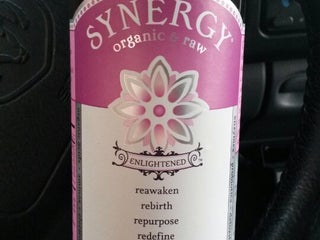 SYNERGY
organic & raw
ENLIGHTENED
reawaken
rebirth
repurpose
redefine